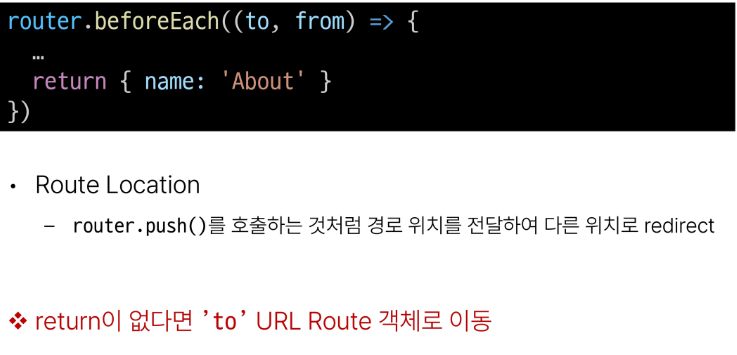 router.beforeEach((to, from) => {
…
return { name: 'About' }
})
• Route Location
– router.push()를 호출하는 것처럼 경로 위치를 전달하여 다른 위치로 redirect
❖ return이 없다면 ’to’ URL Route 객체로 이동